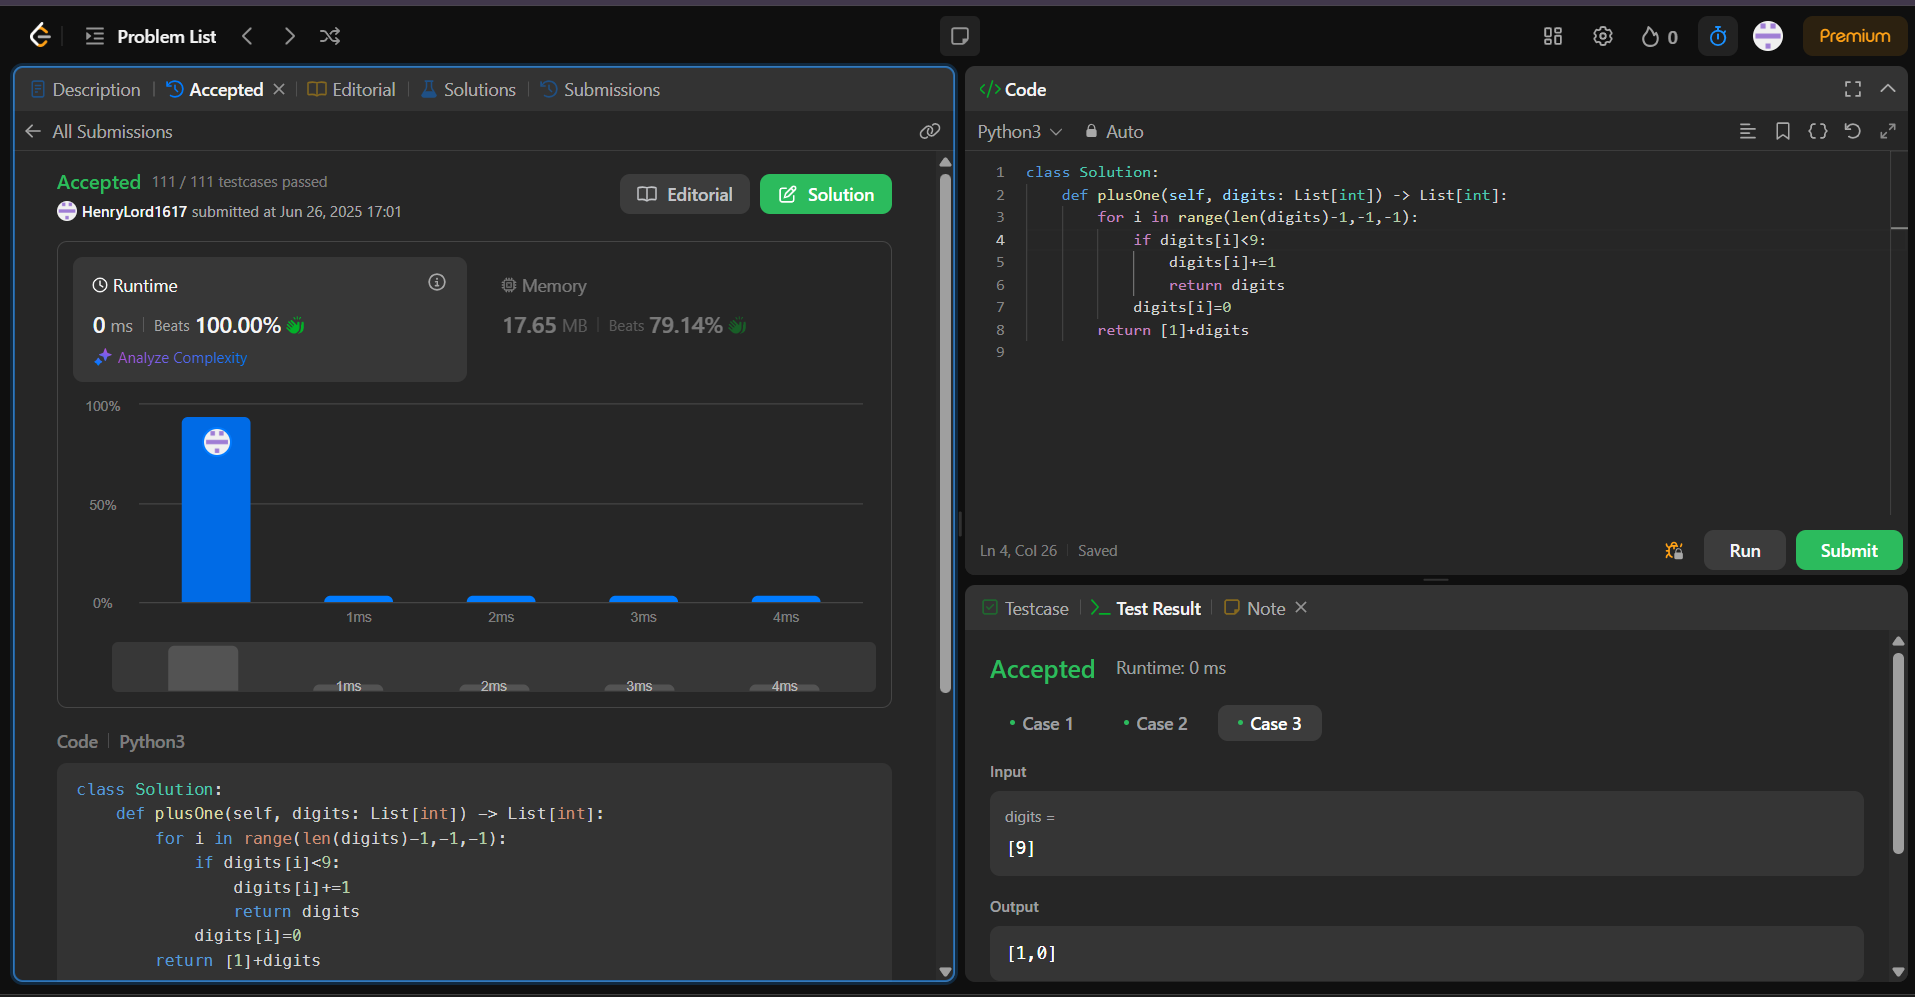 Problem List
0
Premium
Description
Accepted
Editorial
Solutions
Submissions
All Submissions
Accepted 111 / 111 testcases passed
HenryLord1617 submitted at Jun 26, 2025 17:01
Editorial
Solution
Runtime
0 ms | Beats 100.00%
Analyze Complexity
Memory
17.65 MB | Beats 79.14%
100%
50%
0%
1ms 2ms 3ms 4ms
1ms 2ms 3ms 4ms
Code | Python3
class Solution:
    def plusOne(self, digits: List[int]) -> List[int]:
        for i in range(len(digits)-1,-1,-1):
            if digits[i]<9:
                digits[i]+=1
                return digits
            digits[i]=0
        return [1]+digits
</> Code
Python3
Auto
1 class Solution:
2     def plusOne(self, digits: List[int]) -> List[int]:
3         for i in range(len(digits)-1,-1,-1):
4             if digits[i]<9:
5                 digits[i]+=1
6                 return digits
7             digits[i]=0
8         return [1]+digits
9
Ln 4, Col 26 | Saved
Run
Submit
Testcase
Test Result
Note
Accepted Runtime: 0 ms
• Case 1
• Case 2
• Case 3
Input
digits =
[9]
Output
[1,0]